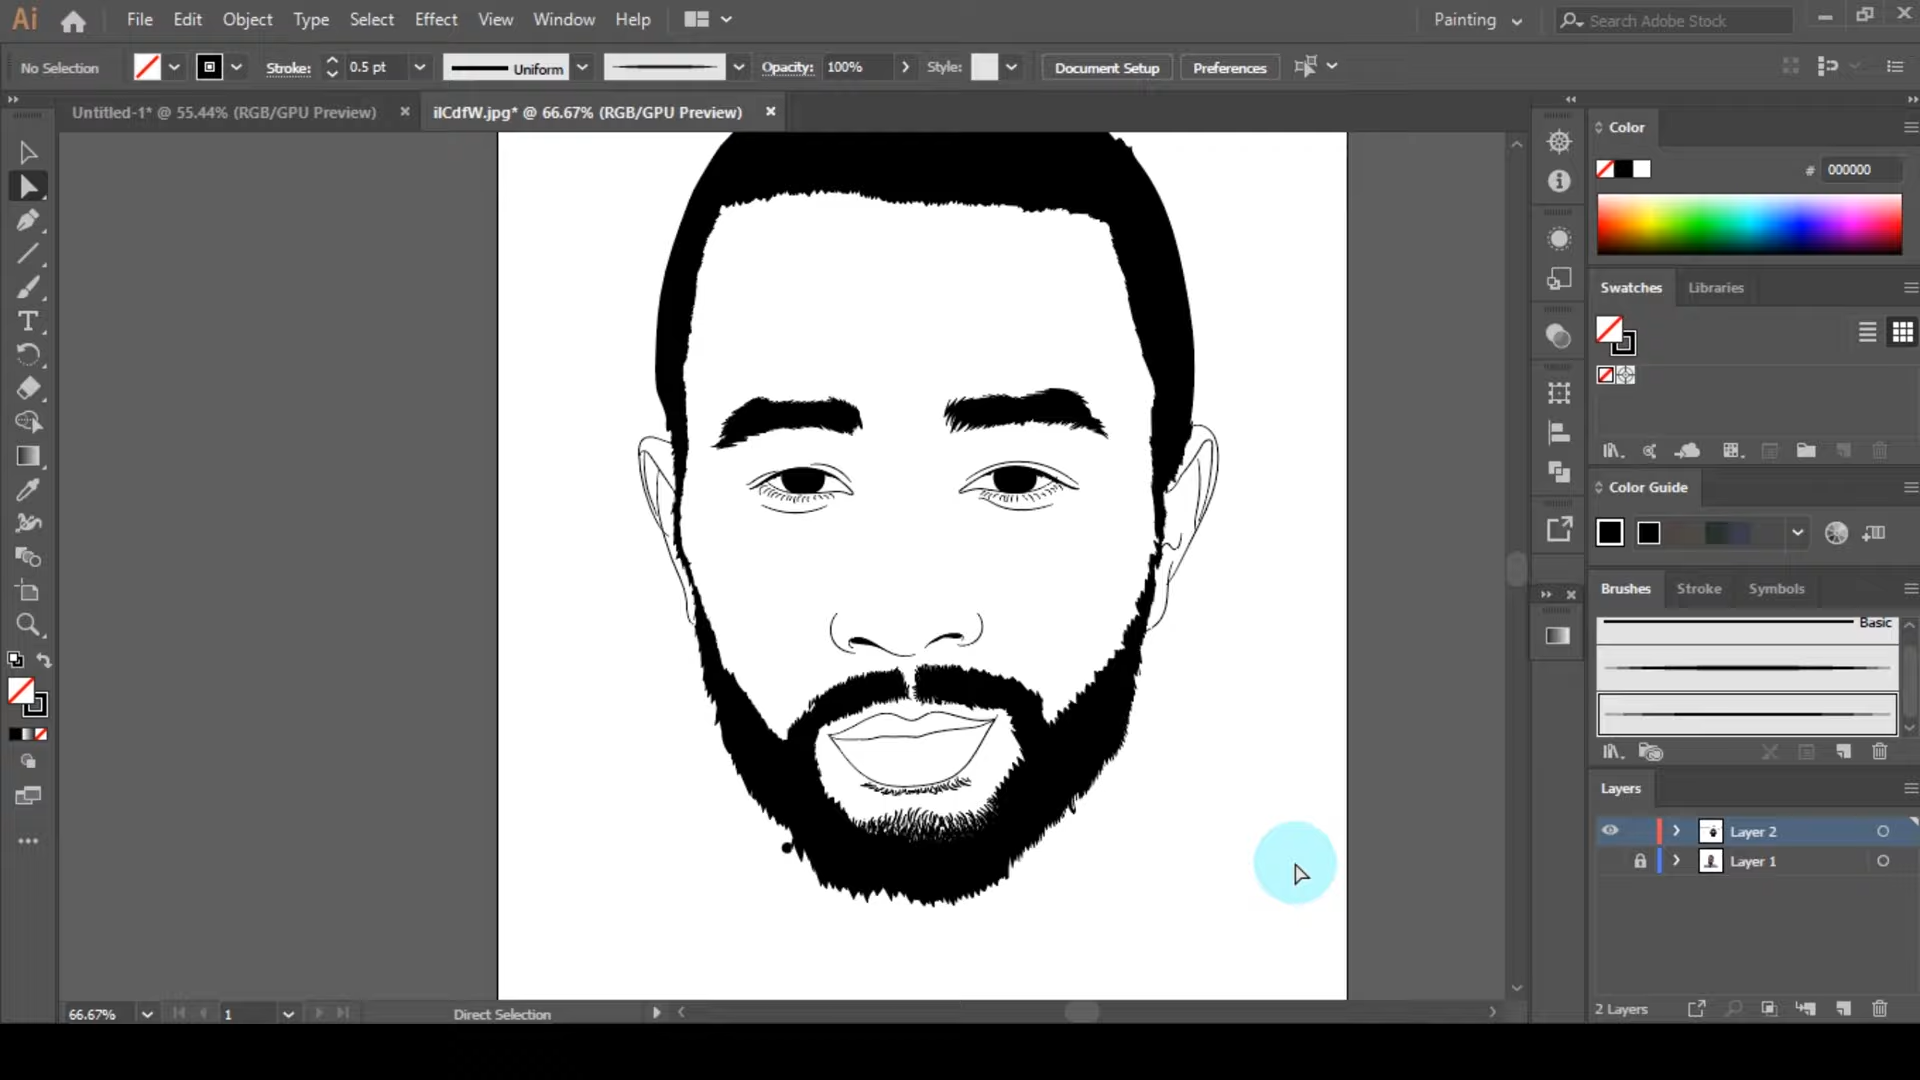 Ai File Edit Object Type Select Effect View Window Help Painting Search Adobe Stock
No Selection Stroke: 0.5 pt Uniform Opacity: 100% Style: Document Setup Preferences
Untitled-1* @ 55.44% (RGB/GPU Preview) ilCdfW.jpg* @ 66.67% (RGB/GPU Preview)
Color
# 000000
Swatches Libraries
Color Guide
Brushes Stroke Symbols
Basic
Layers
Layer 2
Layer 1
2 Layers
66.67% 1 Direct Selection